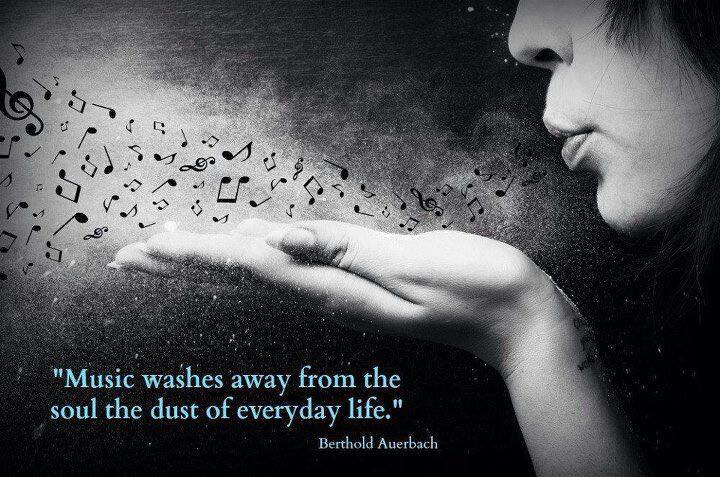 "Music washes away from the
soul the dust of everyday life."
Berthold Auerbach